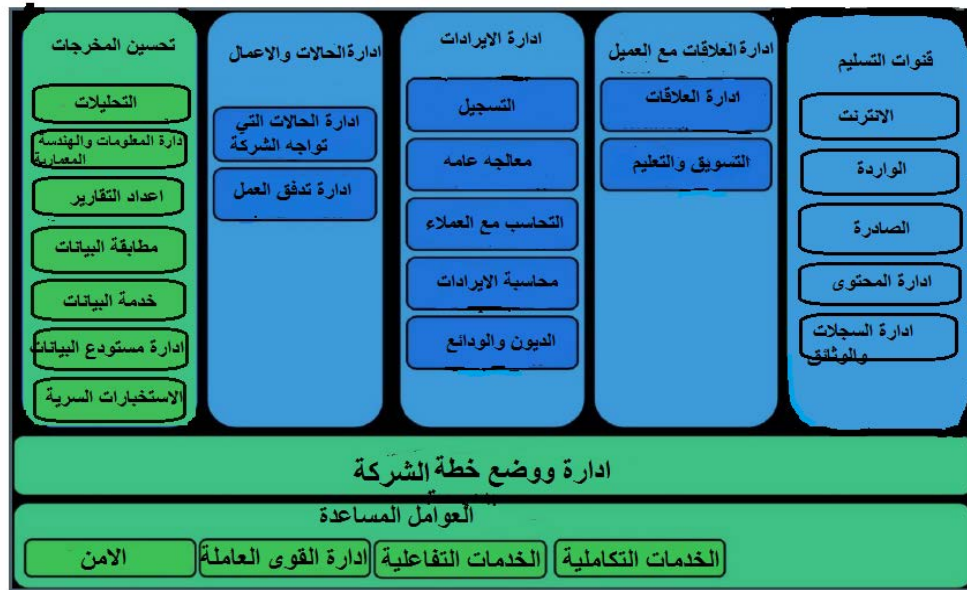 قنوات التسليم
الانترنت
الواردة
الصادرة
ادارة المحتوى
ادارة السجلات
والوثائق
ادارة العلاقات مع العميل
ادارة العلاقات
التسويق والتعليم
ادارة الايرادات
التسجيل
معالجه عامه
التحاسب مع العملاء
محاسبة الايرادات
الديون والودائع
ادارة الحالات والاعمال
ادارة الحالات التي
تواجه الشركة
ادارة تدفق العمل
تحسين المخرجات
التحليلات
دارة المعلومات والهندسة
المعمارية
اعداد التقارير
مطابقة البيانات
خدمة البيانات
ادارة مستودع البيانات
الاستخبارات السرية
ادارة ووضع خطة الشركة
العوامل المساعدة
الخدمات التكاملية
الخدمات التفاعلية
ادارة القوى العاملة
الامن